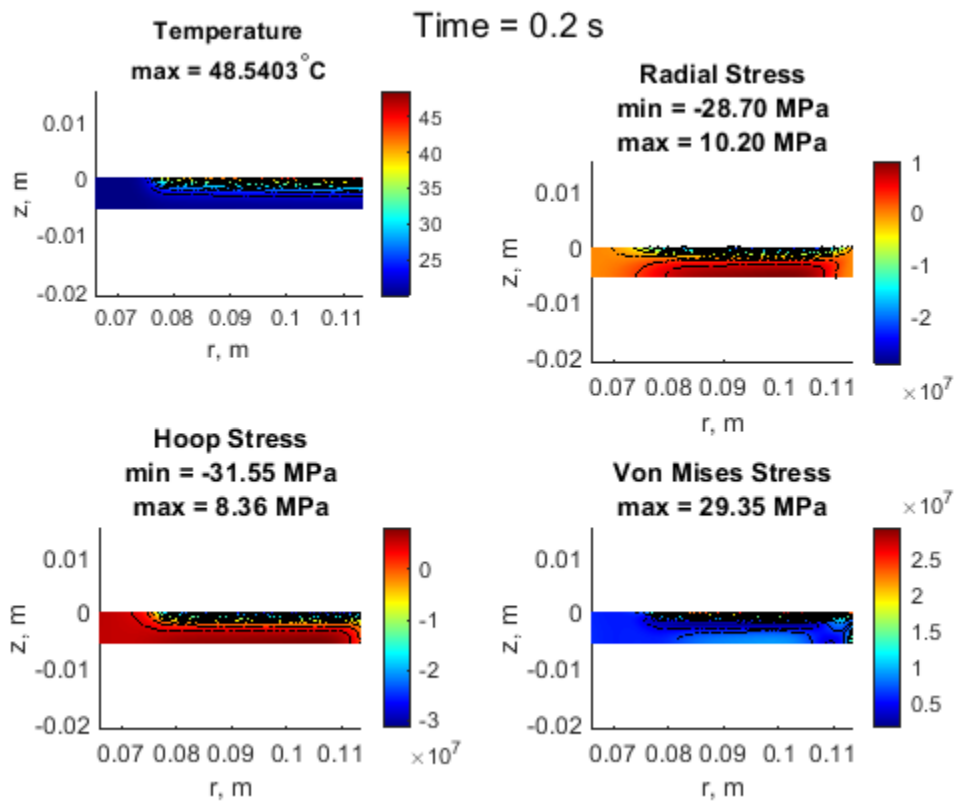 Time = 0.2 s
Temperature
max = 48.5403°C
0.01
0
-0.01
-0.02
z, m
0.07 0.08 0.09 0.1 0.11
r, m
45
40
35
30
25
Radial Stress
min = -28.70 MPa
max = 10.20 MPa
0.01
0
-0.01
-0.02
z, m
0.07 0.08 0.09 0.1 0.11
r, m
1
0
-1
-2
×10⁷
Hoop Stress
min = -31.55 MPa
max = 8.36 MPa
0.01
0
-0.01
-0.02
z, m
0.07 0.08 0.09 0.1 0.11
r, m
0
-1
-2
-3
×10⁷
Von Mises Stress
max = 29.35 MPa
0.01
0
-0.01
-0.02
z, m
0.07 0.08 0.09 0.1 0.11
r, m
×10⁷
2.5
2
1.5
1
0.5